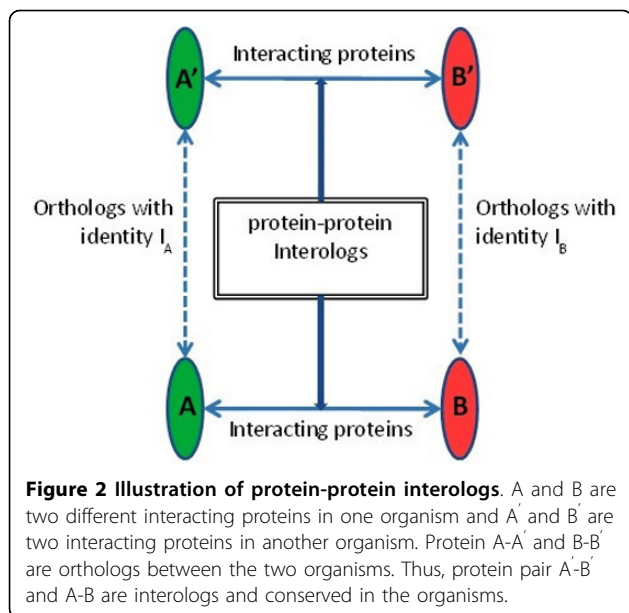 Interacting proteins
A' B'
Orthologs with identity I_A
protein-protein Interologs
Orthologs with identity I_B
A B
Interacting proteins
Figure 2 Illustration of protein-protein interologs. A and B are
two different interacting proteins in one organism and A' and B' are
two interacting proteins in another organism. Protein A-A' and B-B'
are orthologs between the two organisms. Thus, protein pair A'-B'
and A-B are interologs and conserved in the organisms.